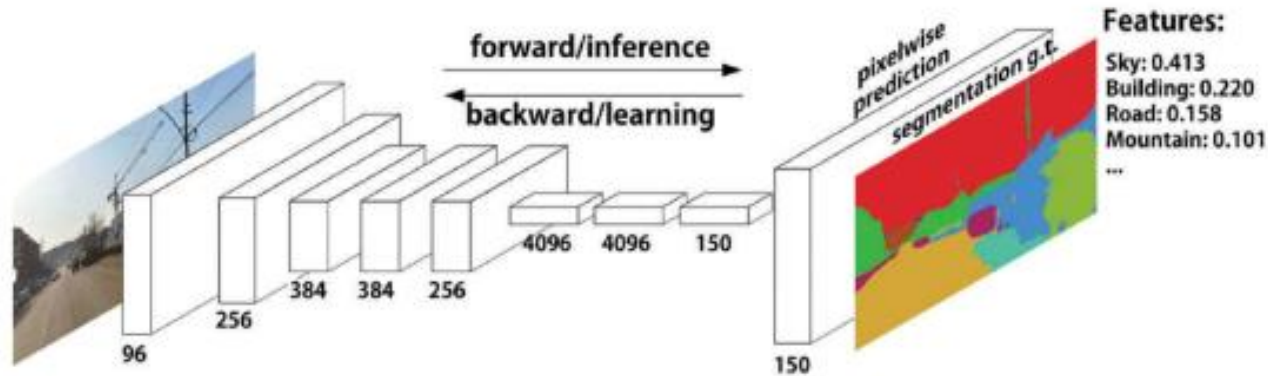 forward/inference
backward/learning
96
256
384
384
256
4096
4096
150
150
pixelwise
prediction
segmentation g.t.
Features:
Sky: 0.413
Building: 0.220
Road: 0.158
Mountain: 0.101
...